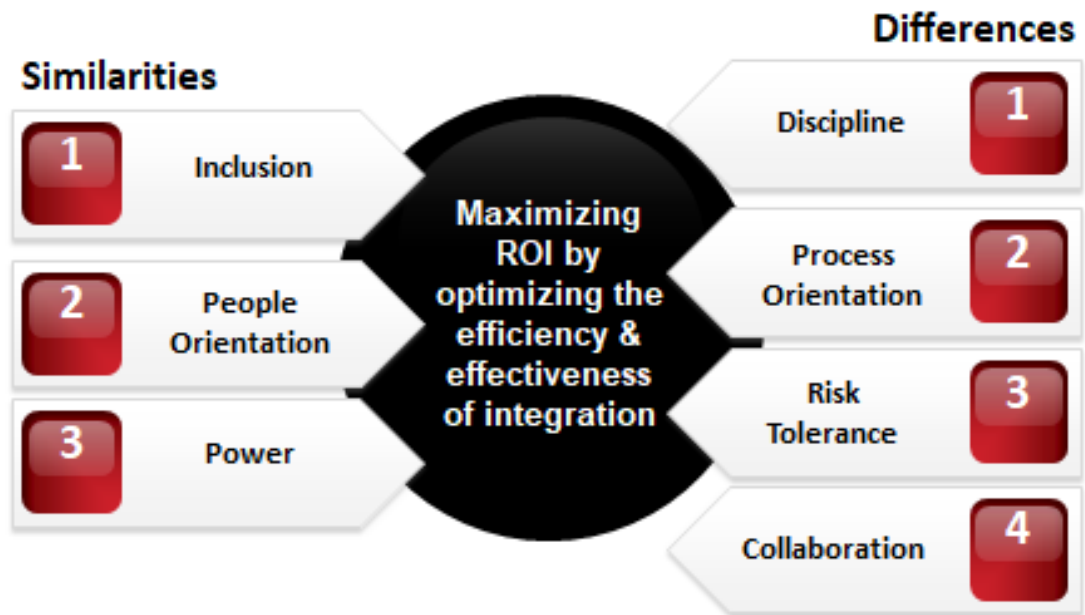 Similarities
1
Inclusion
2
People
Orientation
3
Power
Maximizing
ROI by
optimizing the
efficiency &
effectiveness
of integration
Differences
Discipline
1
Process
Orientation
2
Risk
Tolerance
3
Collaboration
4